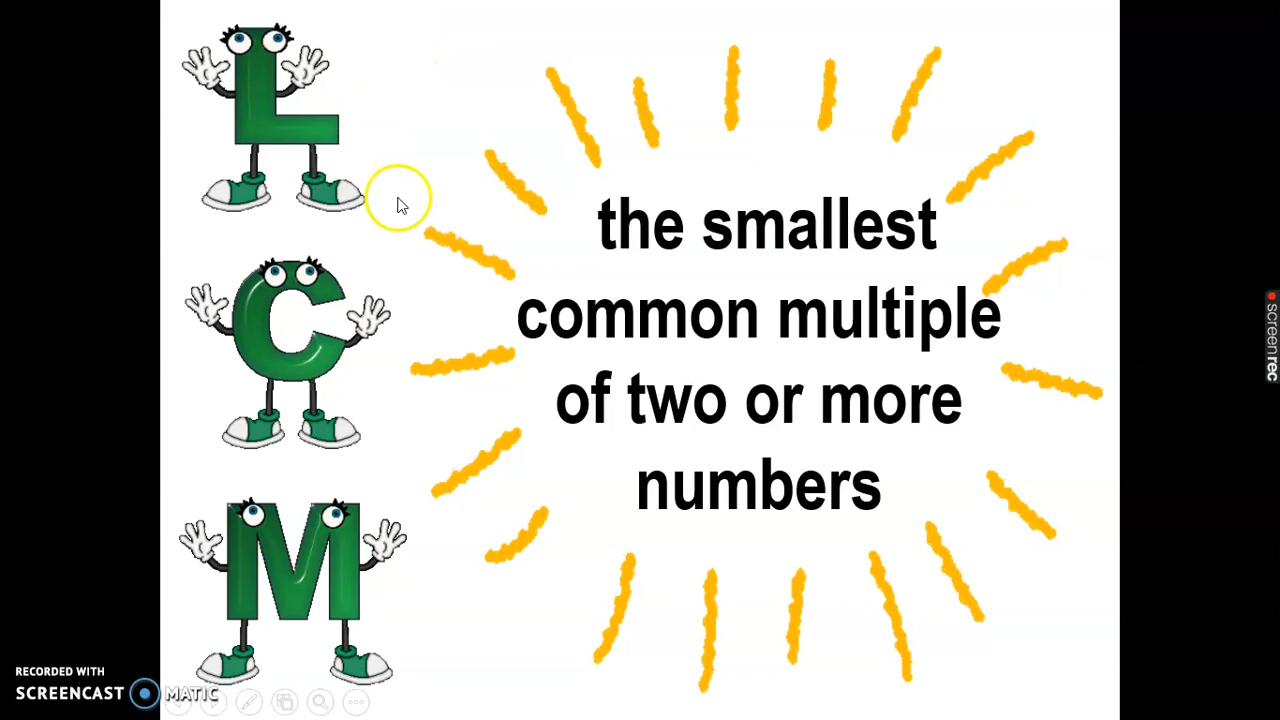 L
C
M
the smallest
common multiple
of two or more
numbers
RECORDED WITH
SCREENCAST MATIC
screenrec